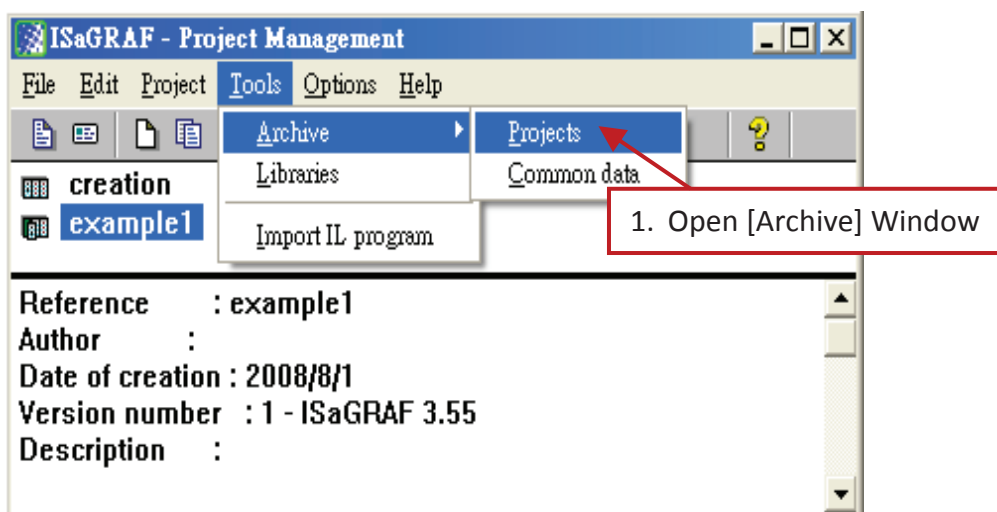 ISaGRAF - Project Management
File Edit Project Tools Options Help
Archive
Projects
Libraries
Common data
Import IL program
creation
example1
1. Open [Archive] Window
Reference : example1
Author :
Date of creation : 2008/8/1
Version number : 1 - ISaGRAF 3.55
Description :